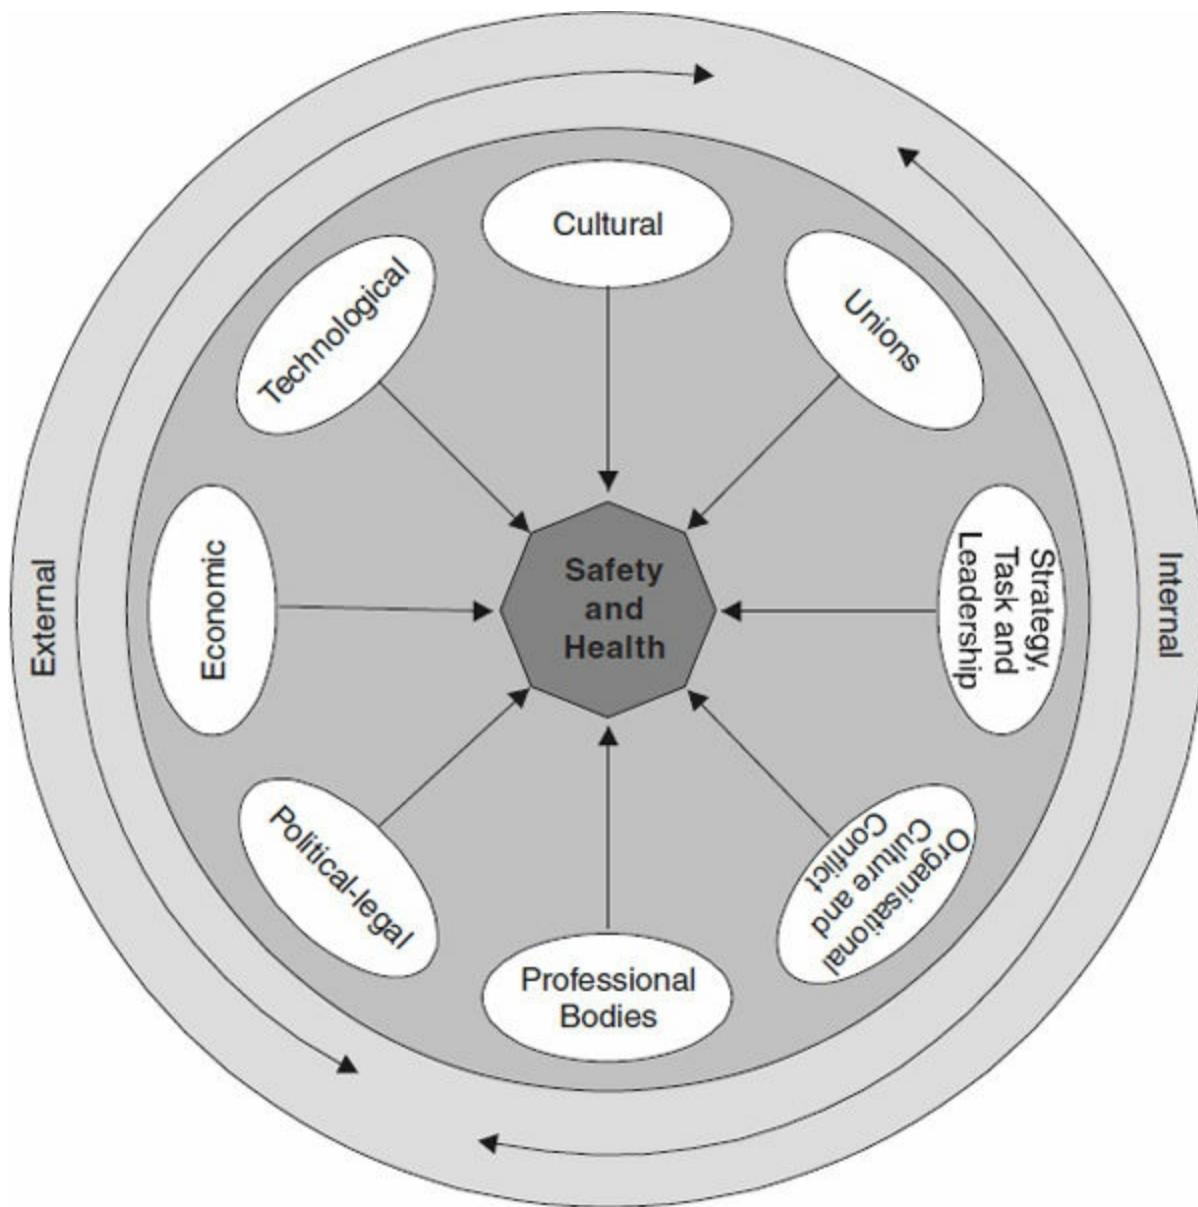 Cultural
Technological
Unions
Safety
and
Health
External
Economic
Strategy,
Task and
Leadership
Internal
Political-legal
Organisational
Culture and
Conflict
Professional
Bodies